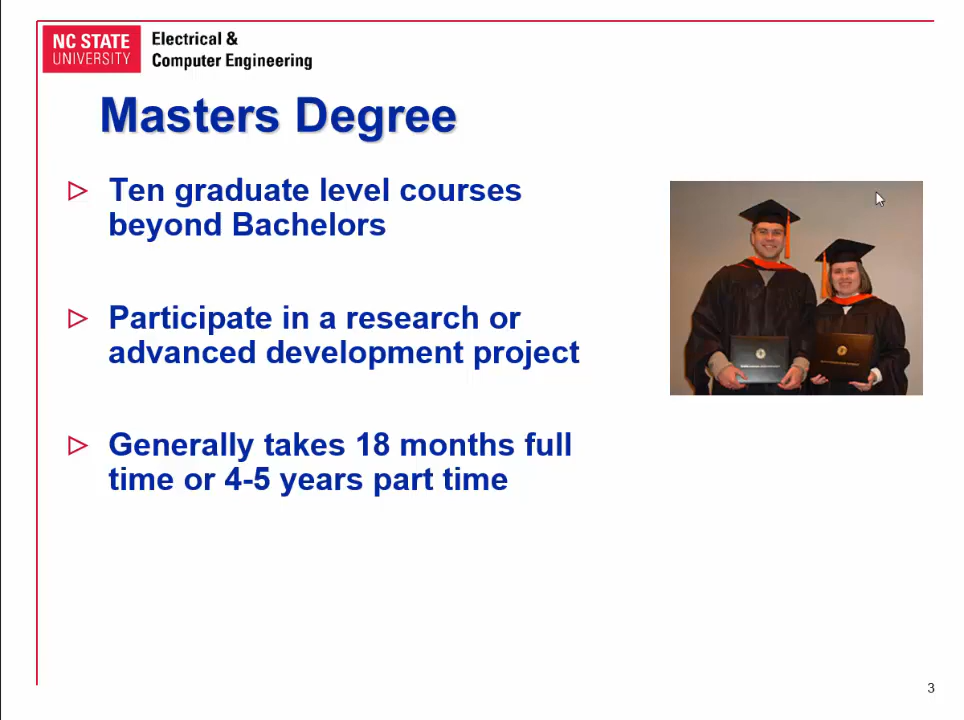 NC STATE
UNIVERSITY
Electrical &
Computer Engineering
Masters Degree
Ten graduate level courses
beyond Bachelors
Participate in a research or
advanced development project
Generally takes 18 months full
time or 4-5 years part time
3